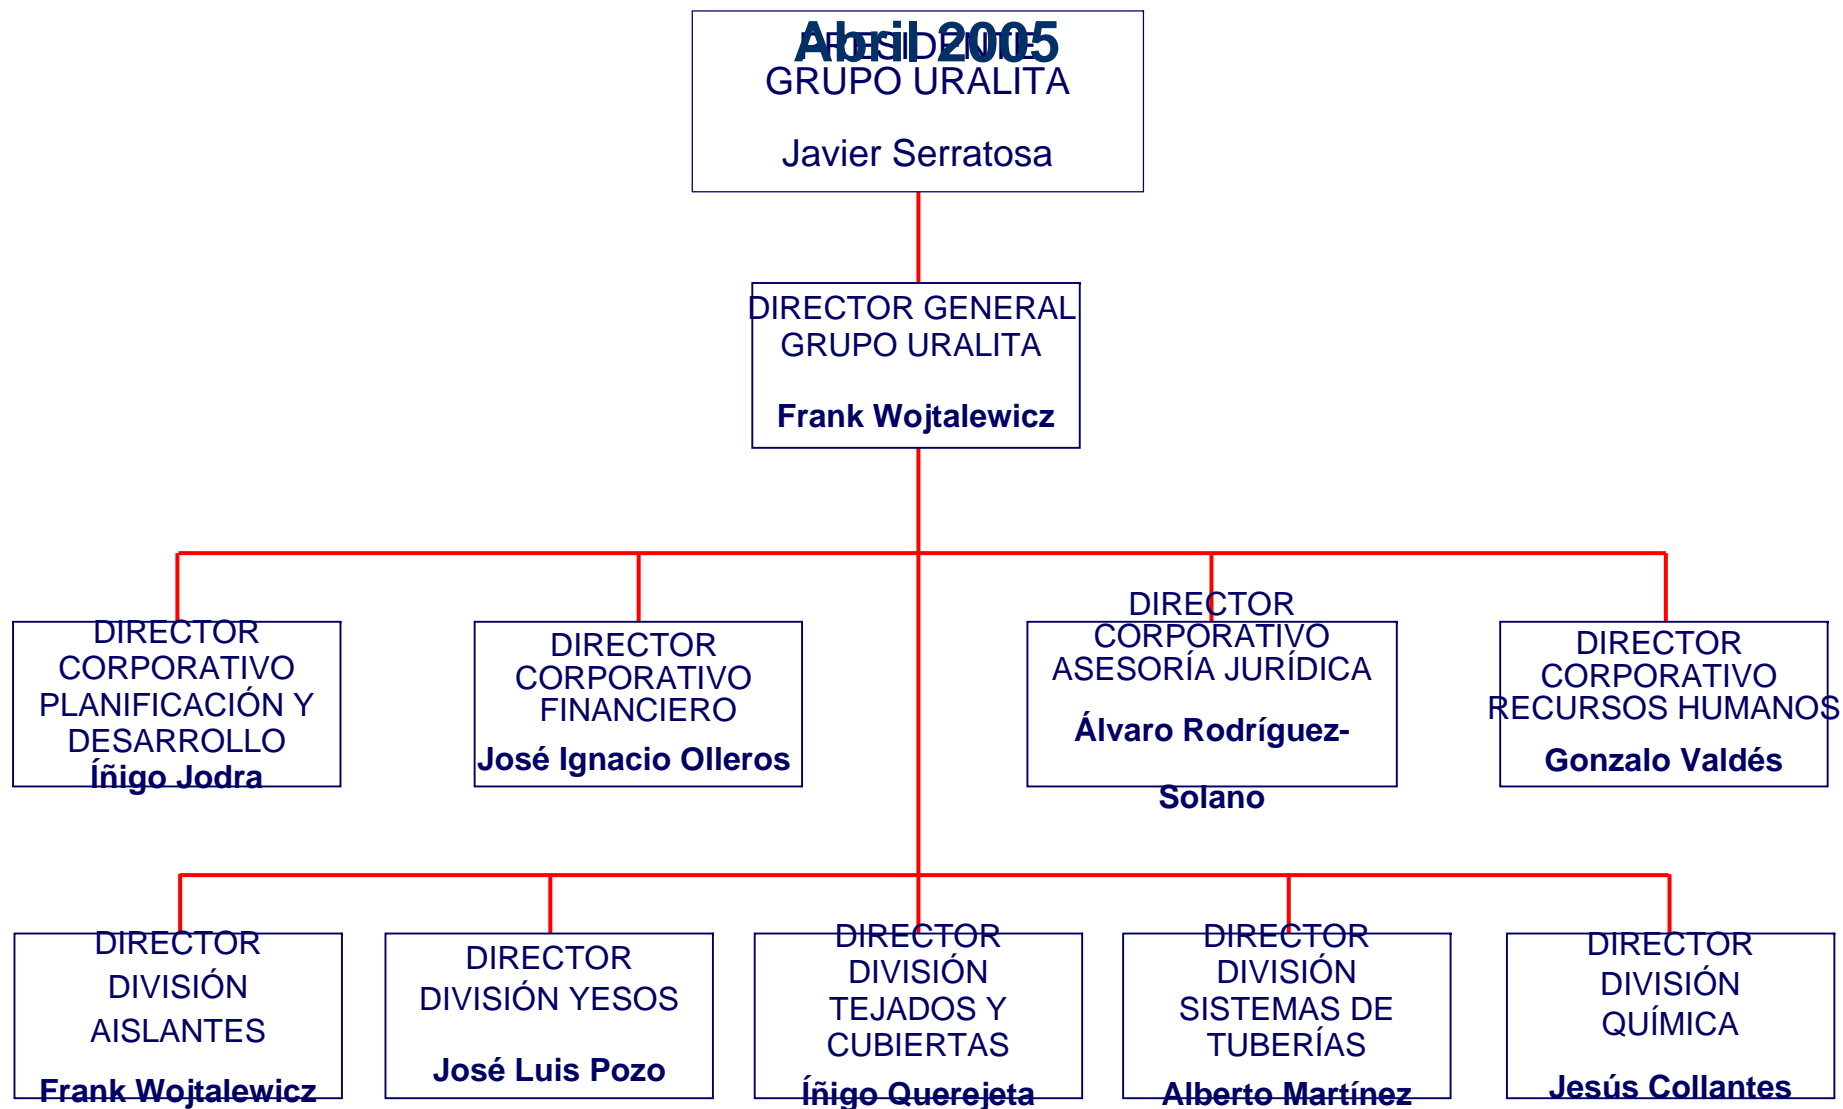 Abril 2005
PRESIDENTE
GRUPO URALITA
Javier Serratosa
DIRECTOR GENERAL
GRUPO URALITA
Frank Wojtalewicz
DIRECTOR
CORPORATIVO
PLANIFICACIÓN Y
DESARROLLO
Íñigo Jodra
DIRECTOR
CORPORATIVO
FINANCIERO
José Ignacio Olleros
DIRECTOR
CORPORATIVO
ASESORÍA JURÍDICA
Álvaro Rodríguez-
Solano
DIRECTOR
CORPORATIVO
RECURSOS HUMANOS
Gonzalo Valdés
DIRECTOR
DIVISIÓN
AISLANTES
Frank Wojtalewicz
DIRECTOR
DIVISIÓN YESOS
José Luis Pozo
DIRECTOR
DIVISIÓN
TEJADOS Y
CUBIERTAS
Íñigo Querejeta
DIRECTOR
DIVISIÓN
SISTEMAS DE
TUBERÍAS
Alberto Martínez
DIRECTOR
DIVISIÓN
QUÍMICA
Jesús Collantes